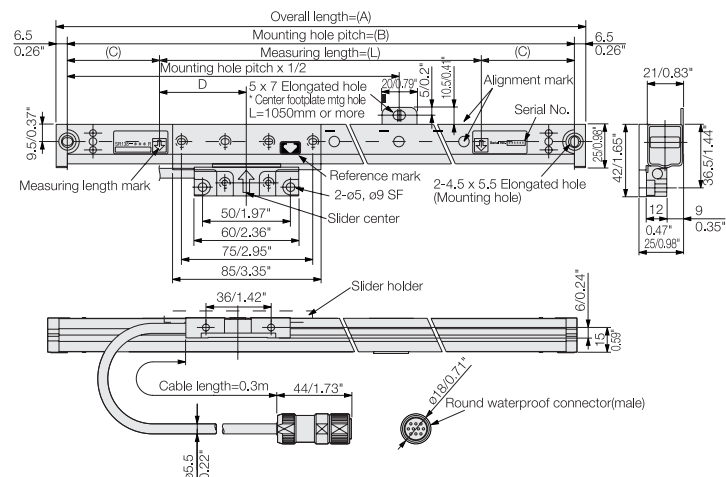 Overall length=(A)
6.5
0.26"
Mounting hole pitch=(B)
6.5
0.26"
(C)
Measuring length=(L)
(C)
Mounting hole pitch x 1/2
D
5 x 7 Elongated hole
* Center footplate mtg hole
L=1050mm or more
20/0.79"
5/0.2"
10.5/0.41"
Alignment mark
Serial No.
21/0.83"
9.5/0.37"
25/0.98"
42/1.65"
36.5/1.44"
Measuring length mark
Reference mark
2-ø5, ø9 SF
Slider center
2-4.5 x 5.5 Elongated hole
(Mounting hole)
50/1.97"
60/2.36"
75/2.95"
85/3.35"
12
0.47"
9
0.35"
25/0.98"
36/1.42"
Slider holder
6/0.24"
15
0.59"
Cable length=0.3m
44/1.73"
ø18/0.71"
Round waterproof connector(male)
ø5.5
0.22"